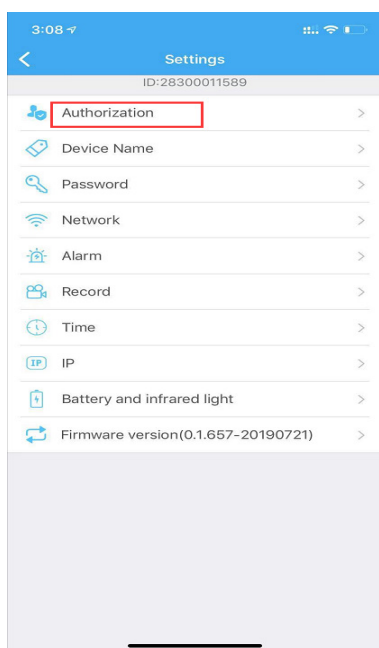 3:08
Settings
ID:28300011589
Authorization
Device Name
Password
Network
Alarm
Record
Time
IP IP
Battery and infrared light
Firmware version(0.1.657-20190721)